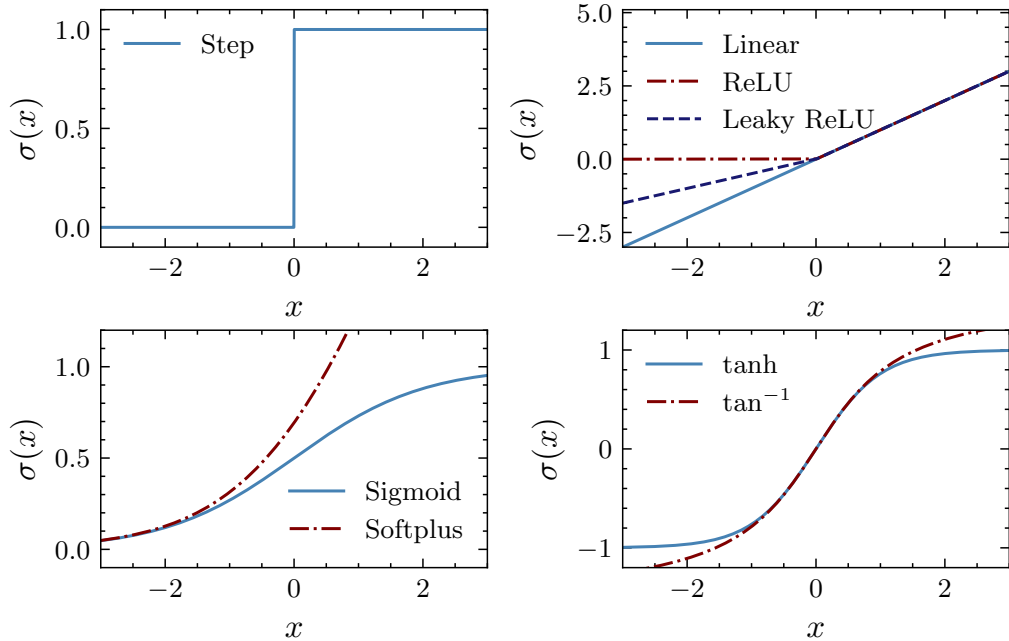 1.0
0.5
0.0
σ(x)
Step
−2
0
2
x
5.0
2.5
0.0
−2.5
σ(x)
Linear
ReLU
Leaky ReLU
−2
0
2
x
1.0
0.5
0.0
σ(x)
Sigmoid
Softplus
−2
0
2
x
1
0
−1
σ(x)
tanh
tan⁻¹
−2
0
2
x